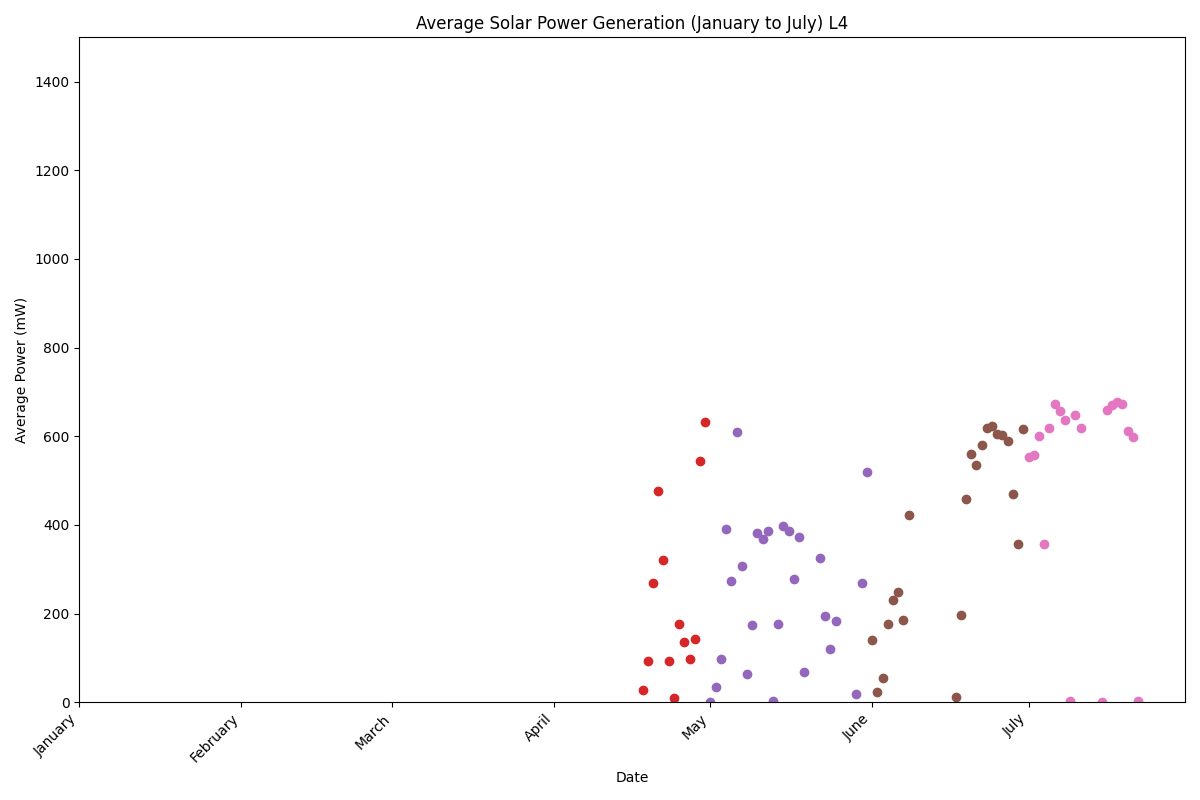 Average Solar Power Generation (January to July) L4
Average Power (mW)
1400
1200
1000
800
600
400
200
0
January
February
March
April
May
June
July
Date